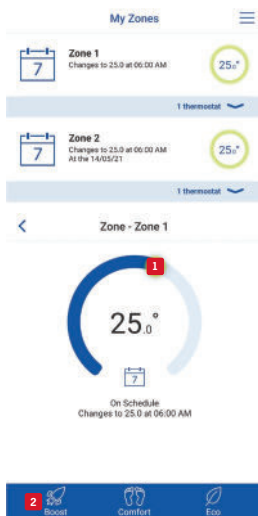 My Zones
7
Zone 1
Changes to 25.0 at 06:00 AM
25.0°
1 thermostat
7
Zone 2
Changes to 25.0 at 06:00 AM
At the 14/05/21
25.0°
1 thermostat
Zone - Zone 1
1
25.0°
7
On Schedule
Changes to 25.0 at 06:00 AM
2
Boost
Comfort
Eco